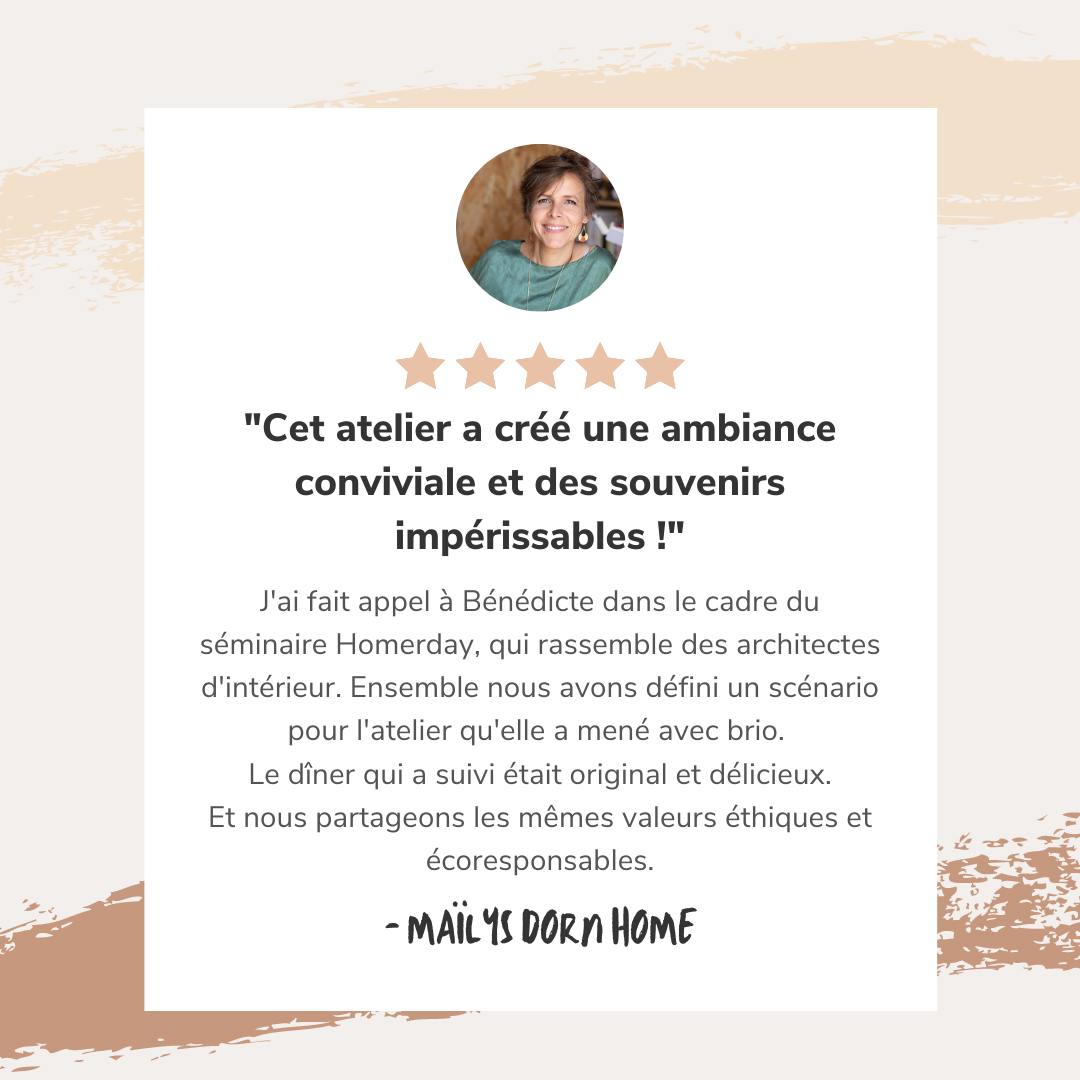 "Cet atelier a créé une ambiance
conviviale et des souvenirs
impérissables !"
J'ai fait appel à Bénédicte dans le cadre du
séminaire Homerday, qui rassemble des architectes
d'intérieur. Ensemble nous avons défini un scénario
pour l'atelier qu'elle a mené avec brio.
Le dîner qui a suivi était original et délicieux.
Et nous partageons les mêmes valeurs éthiques et
écoresponsables.
- MAÏLYS DORN HOME